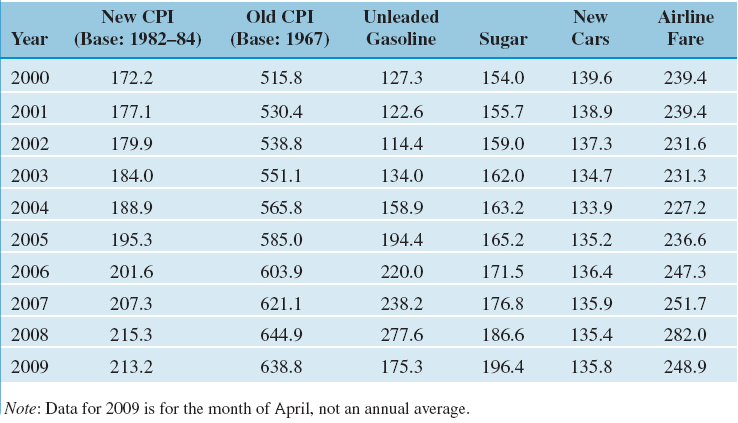 New CPI Old CPI Unleaded New Airline
Year (Base: 1982–84) (Base: 1967) Gasoline Sugar Cars Fare
2000 172.2 515.8 127.3 154.0 139.6 239.4
2001 177.1 530.4 122.6 155.7 138.9 239.4
2002 179.9 538.8 114.4 159.0 137.3 231.6
2003 184.0 551.1 134.0 162.0 134.7 231.3
2004 188.9 565.8 158.9 163.2 133.9 227.2
2005 195.3 585.0 194.4 165.2 135.2 236.6
2006 201.6 603.9 220.0 171.5 136.4 247.3
2007 207.3 621.1 238.2 176.8 135.9 251.7
2008 215.3 644.9 277.6 186.6 135.4 282.0
2009 213.2 638.8 175.3 196.4 135.8 248.9
Note: Data for 2009 is for the month of April, not an annual average.